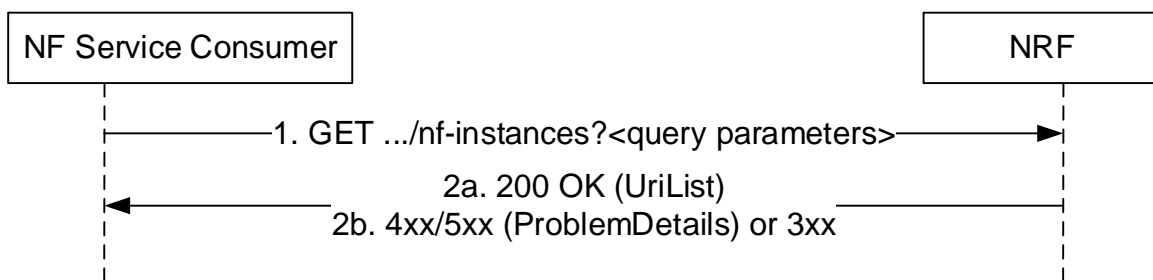 NF Service Consumer
NRF
1. GET .../nf-instances?<query parameters>
2a. 200 OK (UriList)
2b. 4xx/5xx (ProblemDetails) or 3xx